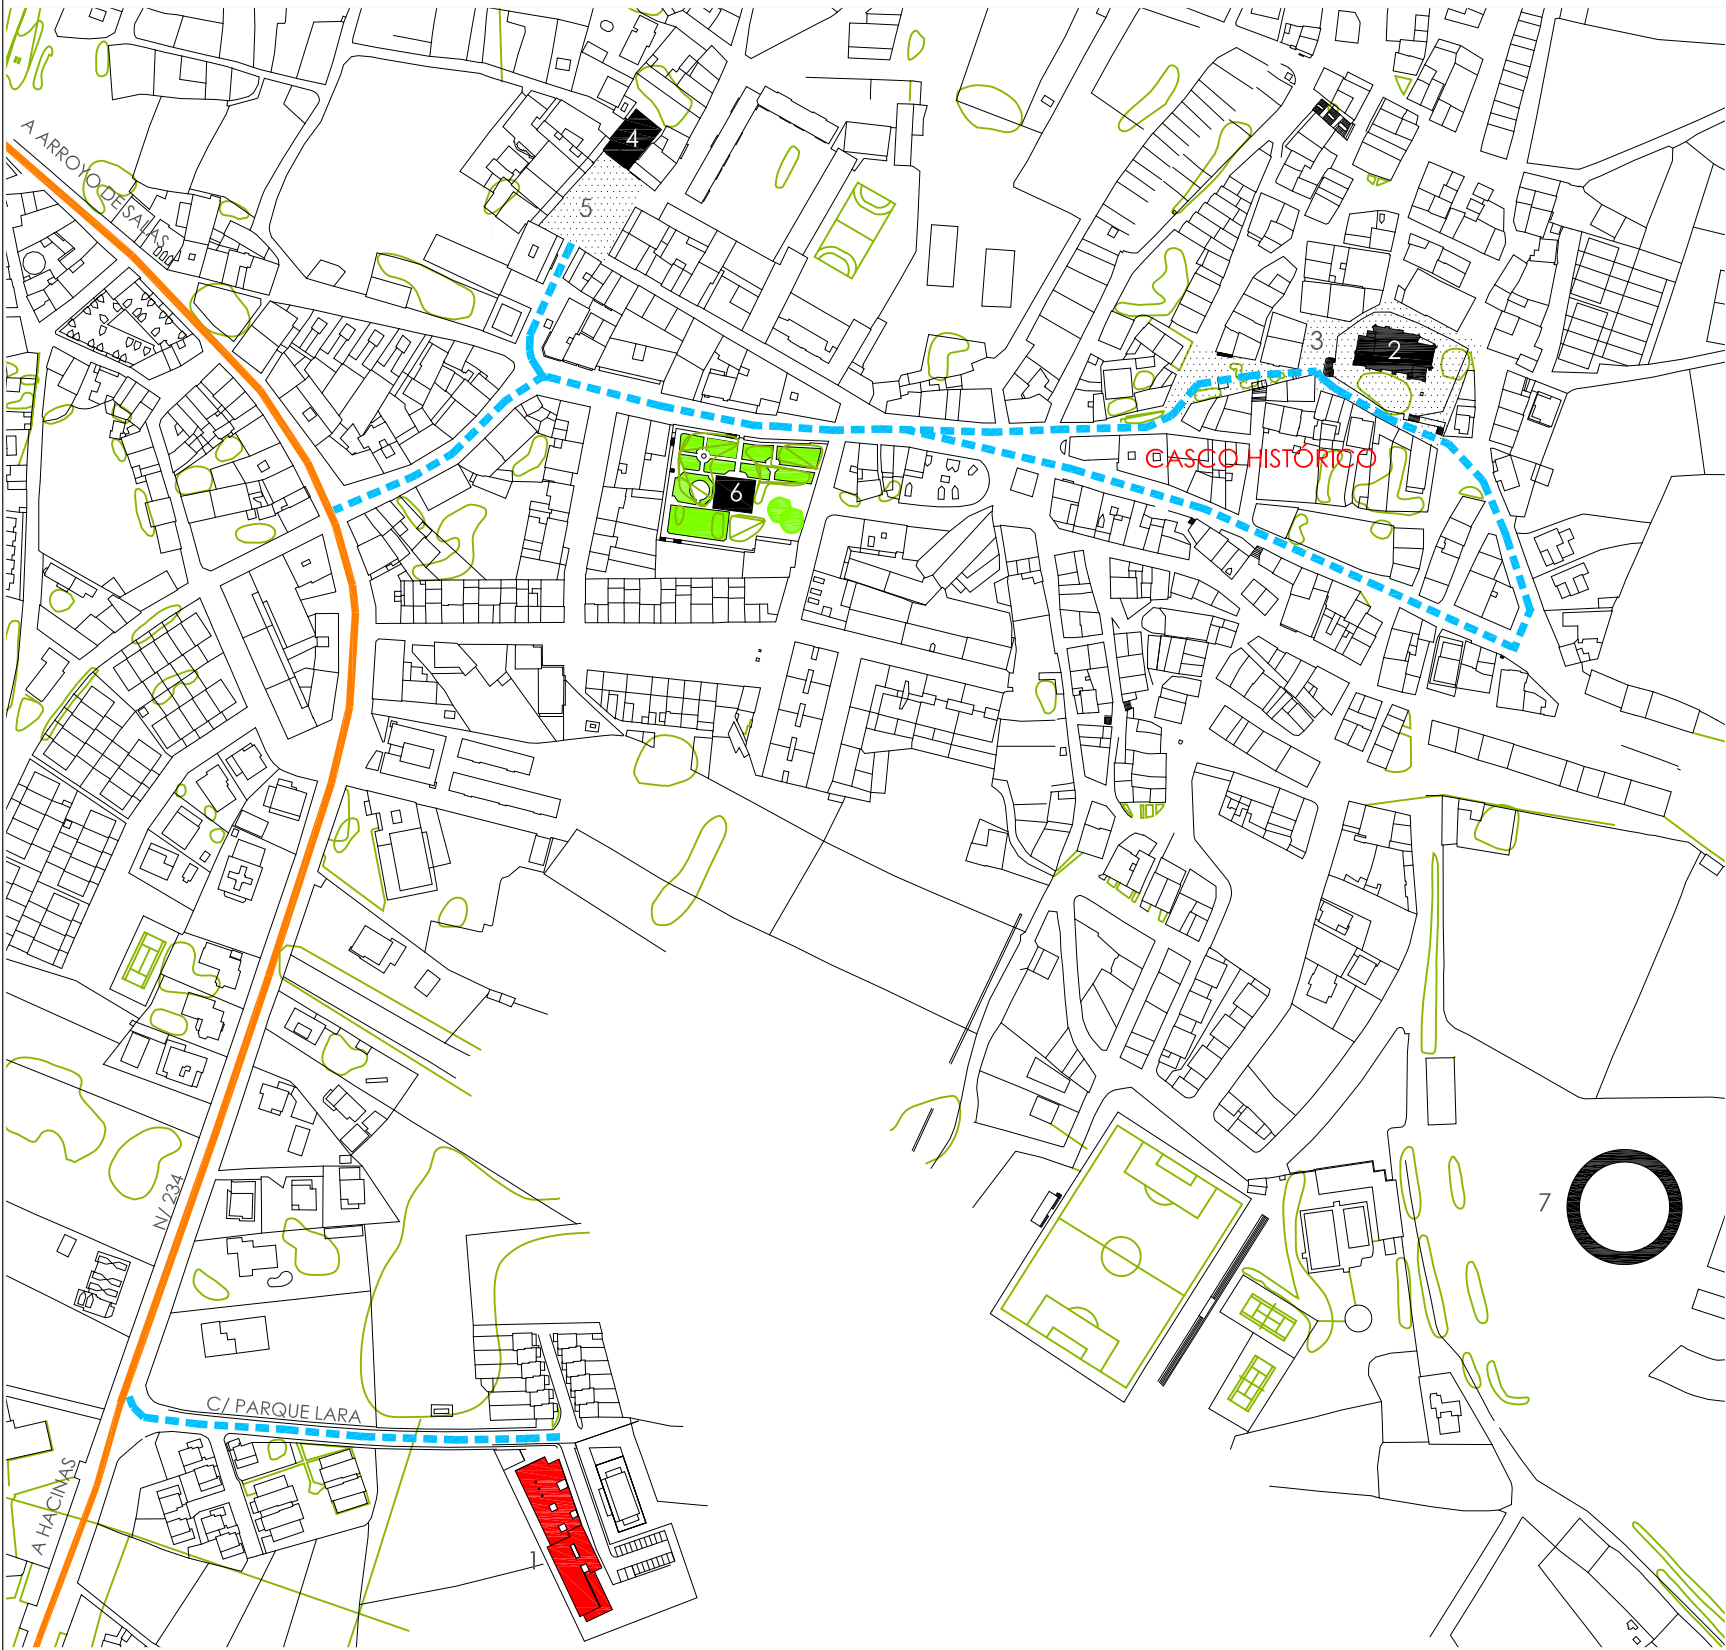 A ARROYO DE SALAS
4
5
3
2
CASCO HISTÓRICO
6
N/ 234
7
C/ PARQUE LARA
A HACINAS
1